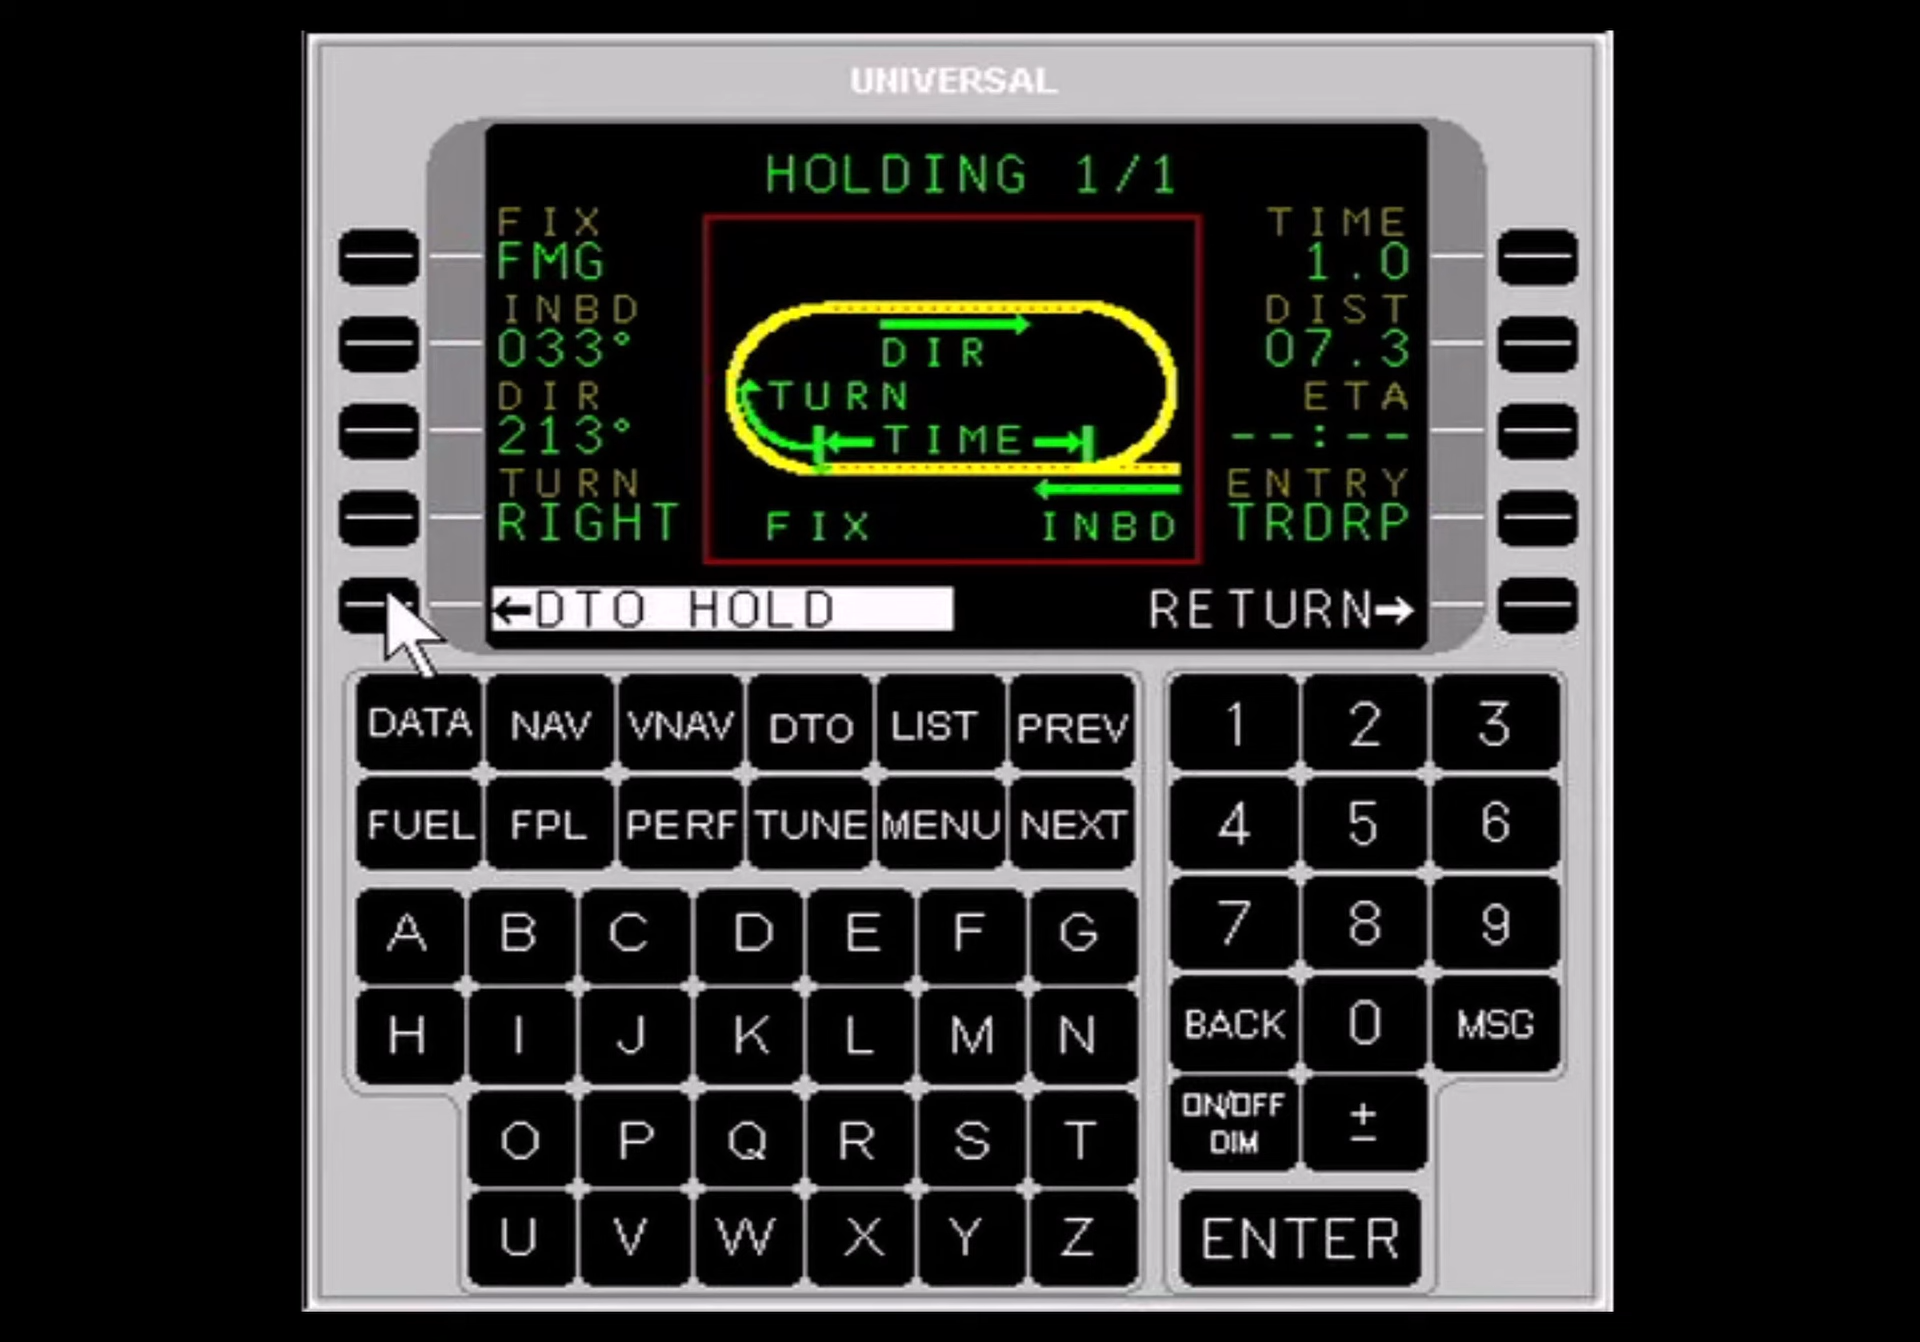 UNIVERSAL
HOLDING 1/1
FIX
FMG
INBD
033°
DIR
213°
TURN
RIGHT
DIR
TURN
TIME
FIX INBD
TIME
1.0
DIST
07.3
ETA
--:--
ENTRY
TRDRP
←DTO HOLD RETURN→
DATA NAV VNAV DTO LIST PREV
FUEL FPL PERF TUNE MENU NEXT
A B C D E F G
H I J K L M N
O P Q R S T
U V W X Y Z
1 2 3
4 5 6
7 8 9
BACK 0 MSG
ON/OFF
DIM
±
ENTER